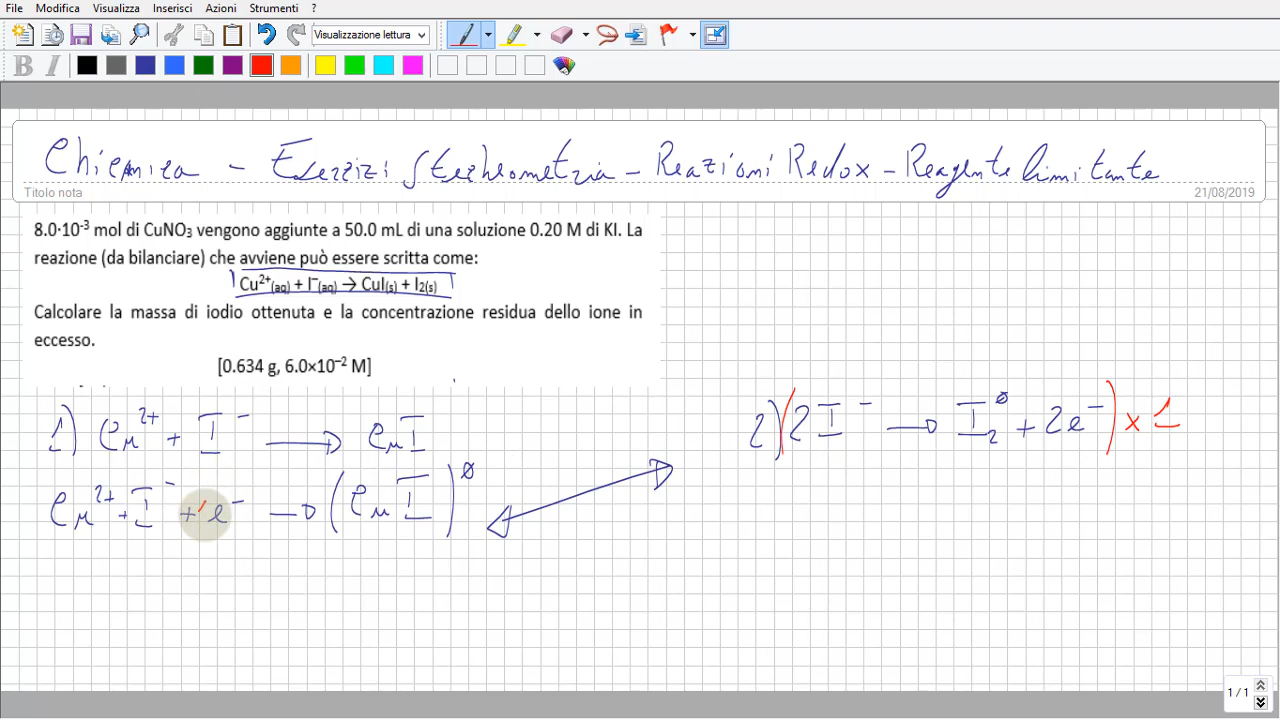 File Modifica Visualizza Inserisci Azioni Strumenti ?
Visualizzazione lettura
B I
Chimica - Esercizi Stechiometria - Reazioni Redox - Reagente limitante
Titolo nota 21/08/2019
8.0·10⁻³ mol di CuNO₃ vengono aggiunte a 50.0 mL di una soluzione 0.20 M di KI. La
reazione (da bilanciare) che avviene può essere scritta come:
Cu²⁺(aq) + I⁻(aq) → CuI(s) + I₂(s)
Calcolare la massa di iodio ottenuta e la concentrazione residua dello ione in
eccesso.
[0.634 g, 6.0×10⁻² M]
1) Cu²⁺ + I⁻ → CuI
Cu²⁺ + I⁻ + 1e⁻ → (CuI)⁰
2) (2I⁻ → I₂⁰ + 2e⁻) × 1
1 / 1